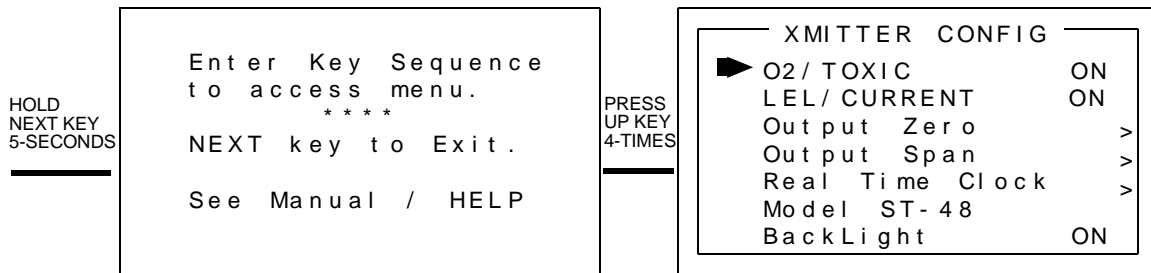 HOLD
NEXT KEY
5-SECONDS
Enter Key Sequence
to access menu.
****
NEXT key to Exit.
See Manual / HELP
PRESS
UP KEY
4-TIMES
XMITTER CONFIG
O2/TOXIC ON
LEL/CURRENT ON
Output Zero >
Output Span >
Real Time Clock >
Model ST-48
BackLight ON